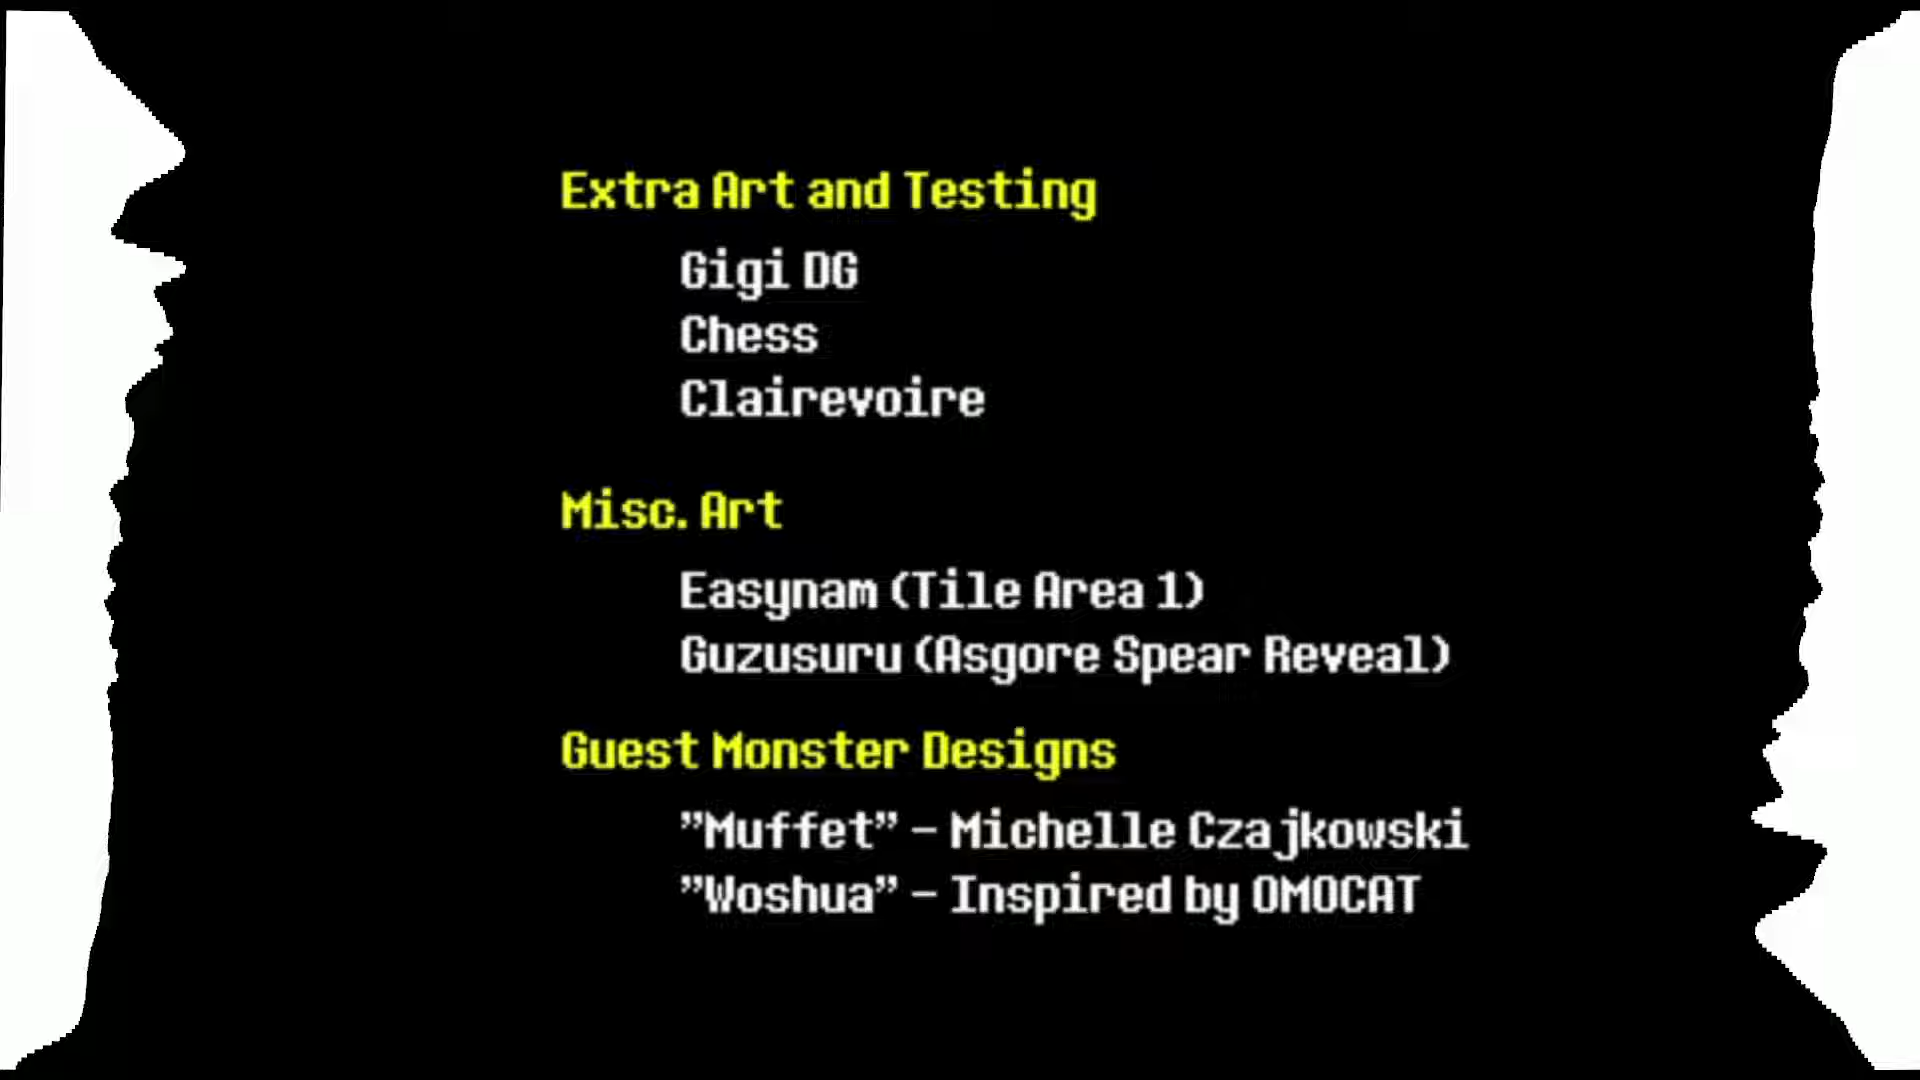 Extra Art and Testing
Gigi DG
Chess
Clairevoire
Misc. Art
Easynam (Tile Area 1)
Guzusuru (Asgore Spear Reveal)
Guest Monster Designs
”Muffet” – Michelle Czajkowski
”Woshua” – Inspired by OMOCAT